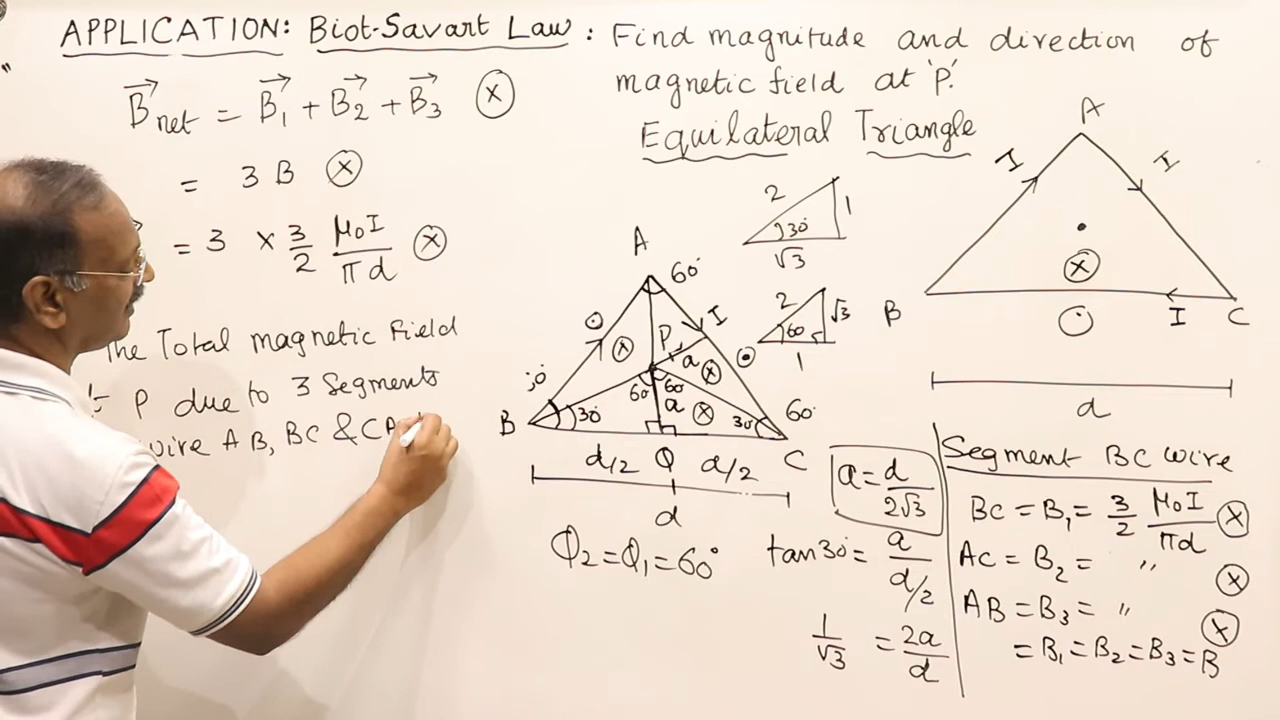 APPLICATION: Biot-Savart Law : Find magnitude and direction of
magnetic field at 'P'.
Equilateral Triangle
B⃗net = B⃗1 + B⃗2 + B⃗3 ⊗
= 3 B ⊗
= 3 × 3/2 μ0I/πd ⊗
The Total magnetic Field
P due to 3 Segments
wire AB, BC & CA
2 1
30°
√3
2 √3
60
1
A
I I
⊗
B I C
⊙
d
A 60°
⊙ I
⊗ P
a ⊗ ⊙
60 60
30° a ⊗ 30° 60°
B C
d/2 Q d/2
d
Φ2 = Φ1 = 60°
a = d/2√3
tan30° = a/d/2
1/√3 = 2a/d
Segment BC wire
BC = B1 = 3/2 μ0I/πd ⊗
AC = B2 = " ⊗
AB = B3 = " ⊗
= B1 = B2 = B3 = B